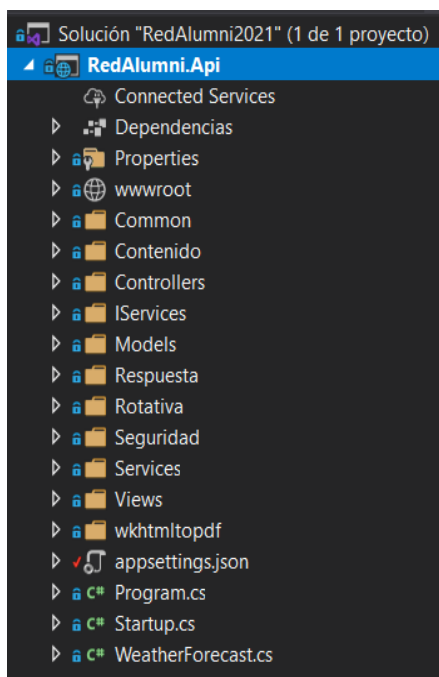 Solución "RedAlumni2021" (1 de 1 proyecto)
RedAlumni.Api
Connected Services
Dependencias
Properties
wwwroot
Common
Contenido
Controllers
IServices
Models
Respuesta
Rotativa
Seguridad
Services
Views
wkhtmltopdf
appsettings.json
C# Program.cs
C# Startup.cs
C# WeatherForecast.cs